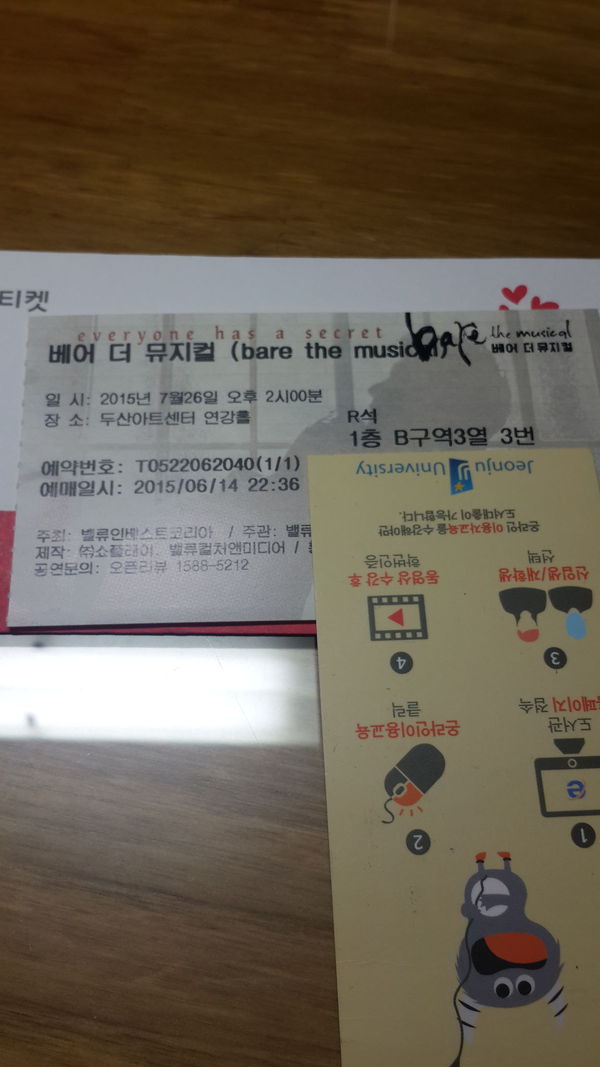 티켓
everyone has a secret
베어 더 뮤지컬 (bare the musical)
bare the musical
베어 더 뮤지컬
일 시: 2015년 7월26일 오후 2시00분
장 소: 두산아트센터 연강홀
R석
1층 B구역3열 3번
예약번호: T0522062040(1/1)
예매일시: 2015/06/14 22:36
주최: 밸류인베스트코리아 / 주관: 밸류
제작: ㈜쇼플레이, 밸류컬처앤미디어 /
공연문의: 오픈리뷰 1588-5212
Jeonju University
온라인 이용자교육을 수강해야만
도서대출이 가능합니다.
1
도서관
홈페이지 접속
2
온라인이용교육
클릭
3
신입생/재학생
선택
4
동영상 수강 후
학번인증